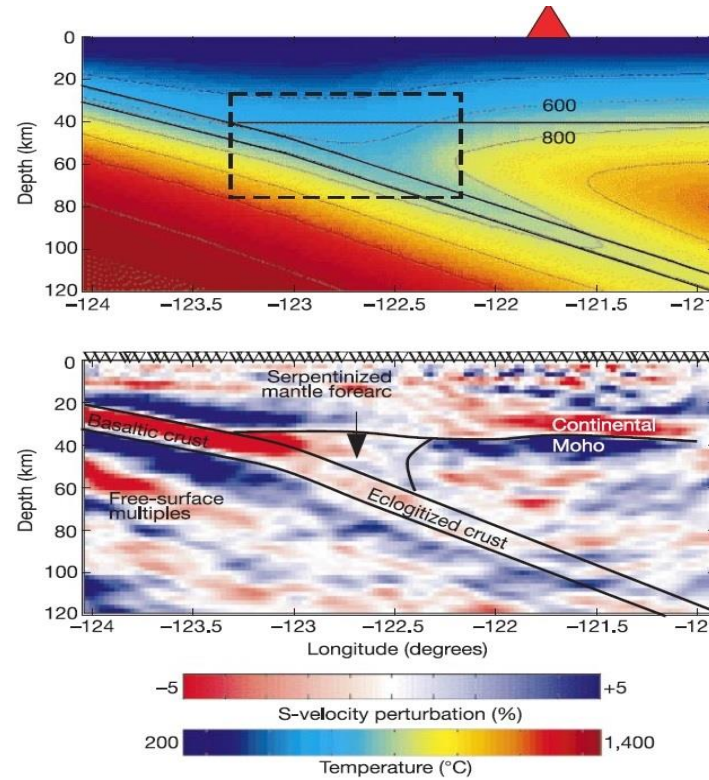 0
20
40
60
80
100
120
Depth (km)
600
800
−124 −123.5 −123 −122.5 −122 −121.5
0
20
40
60
80
100
120
Depth (km)
Serpentinized
mantle forearc
Basaltic crust
Continental
Moho
Free-surface
multiples
Eclogitized crust
−124 −123.5 −123 −122.5 −122 −121.5
Longitude (degrees)
−5 +5
S-velocity perturbation (%)
200 1,400
Temperature (°C)